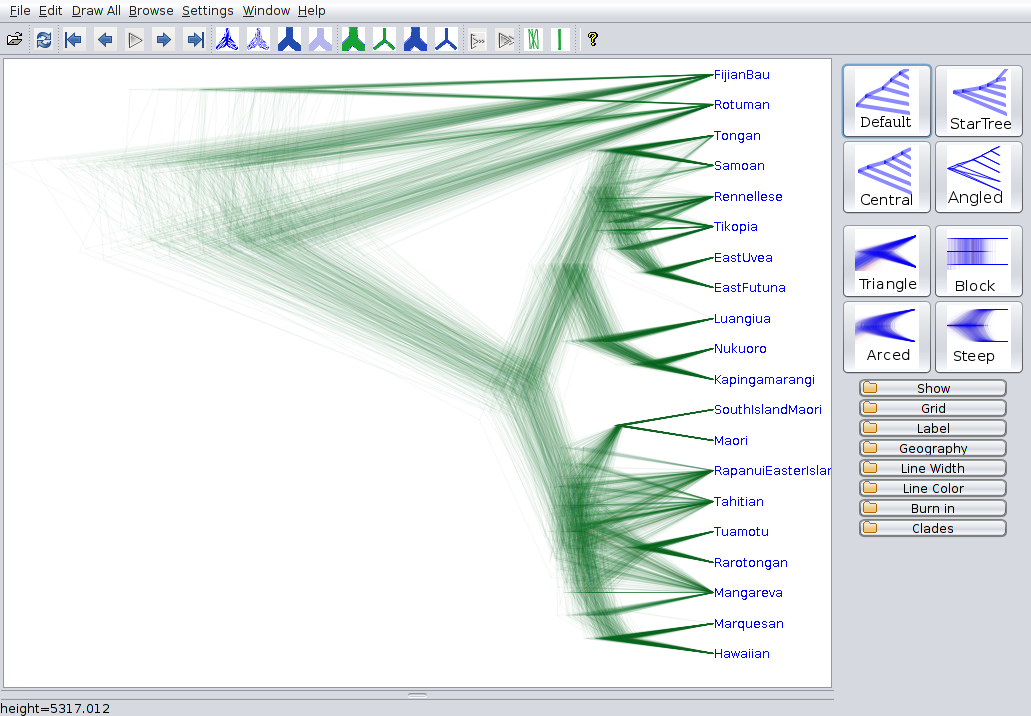 File Edit Draw All Browse Settings Window Help
FijianBau
Rotuman
Tongan
Samoan
Rennellese
Tikopia
EastUvea
EastFutuna
Luangiua
Nukuoro
Kapingamarangi
SouthIslandMaori
Maori
RapanuiEasterIslan
Tahitian
Tuamotu
Rarotongan
Mangareva
Marquesan
Hawaiian
Default StarTree
Central Angled
Triangle Block
Arced Steep
Show
Grid
Label
Geography
Line Width
Line Color
Burn in
Clades
height=5317.012